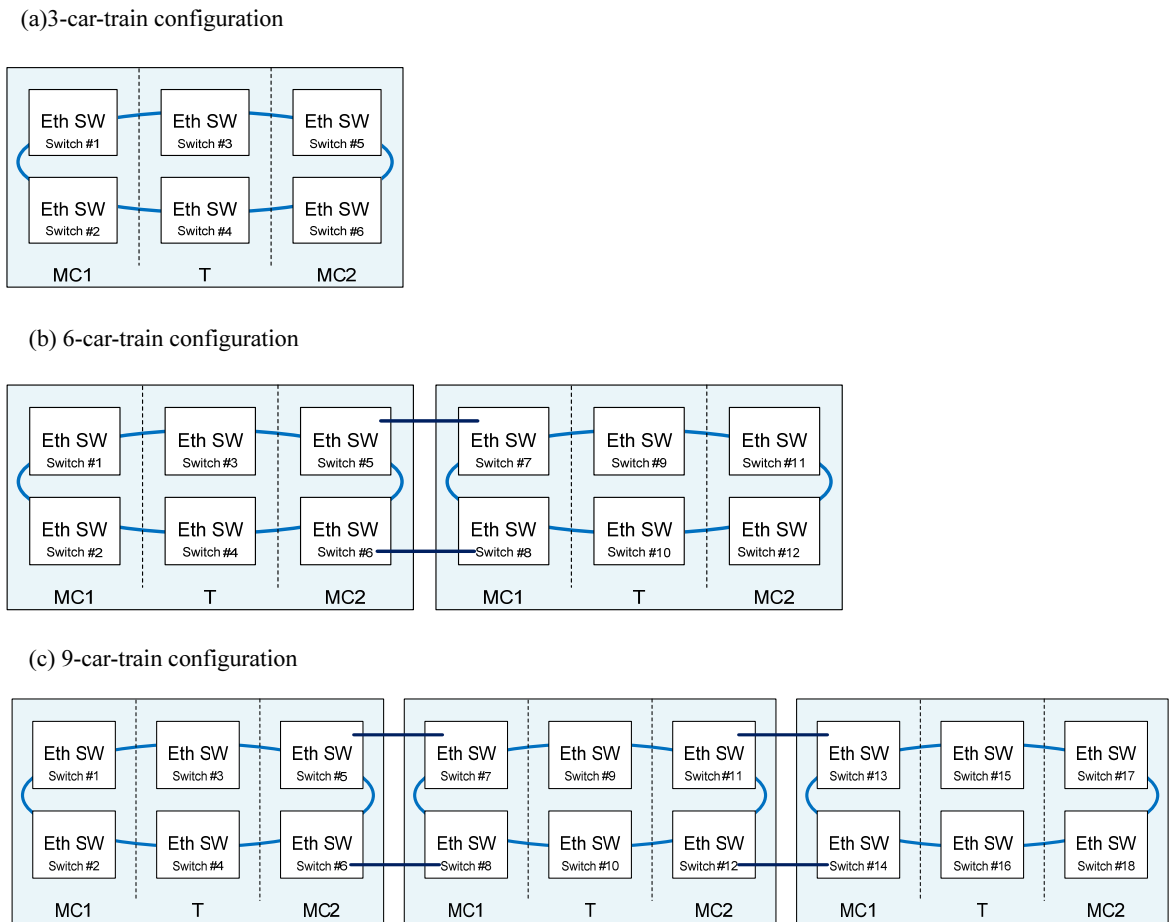 (a)3-car-train configuration
Eth SW Eth SW Eth SW
Switch #1 Switch #3 Switch #5
Eth SW Eth SW Eth SW
Switch #2 Switch #4 Switch #6
MC1 T MC2
(b) 6-car-train configuration
Eth SW Eth SW Eth SW Eth SW Eth SW Eth SW
Switch #1 Switch #3 Switch #5 Switch #7 Switch #9 Switch #11
Eth SW Eth SW Eth SW Eth SW Eth SW Eth SW
Switch #2 Switch #4 Switch #6 Switch #8 Switch #10 Switch #12
MC1 T MC2 MC1 T MC2
(c) 9-car-train configuration
Eth SW Eth SW Eth SW Eth SW Eth SW Eth SW Eth SW Eth SW Eth SW
Switch #1 Switch #3 Switch #5 Switch #7 Switch #9 Switch #11 Switch #13 Switch #15 Switch #17
Eth SW Eth SW Eth SW Eth SW Eth SW Eth SW Eth SW Eth SW Eth SW
Switch #2 Switch #4 Switch #6 Switch #8 Switch #10 Switch #12 Switch #14 Switch #16 Switch #18
MC1 T MC2 MC1 T MC2 MC1 T MC2